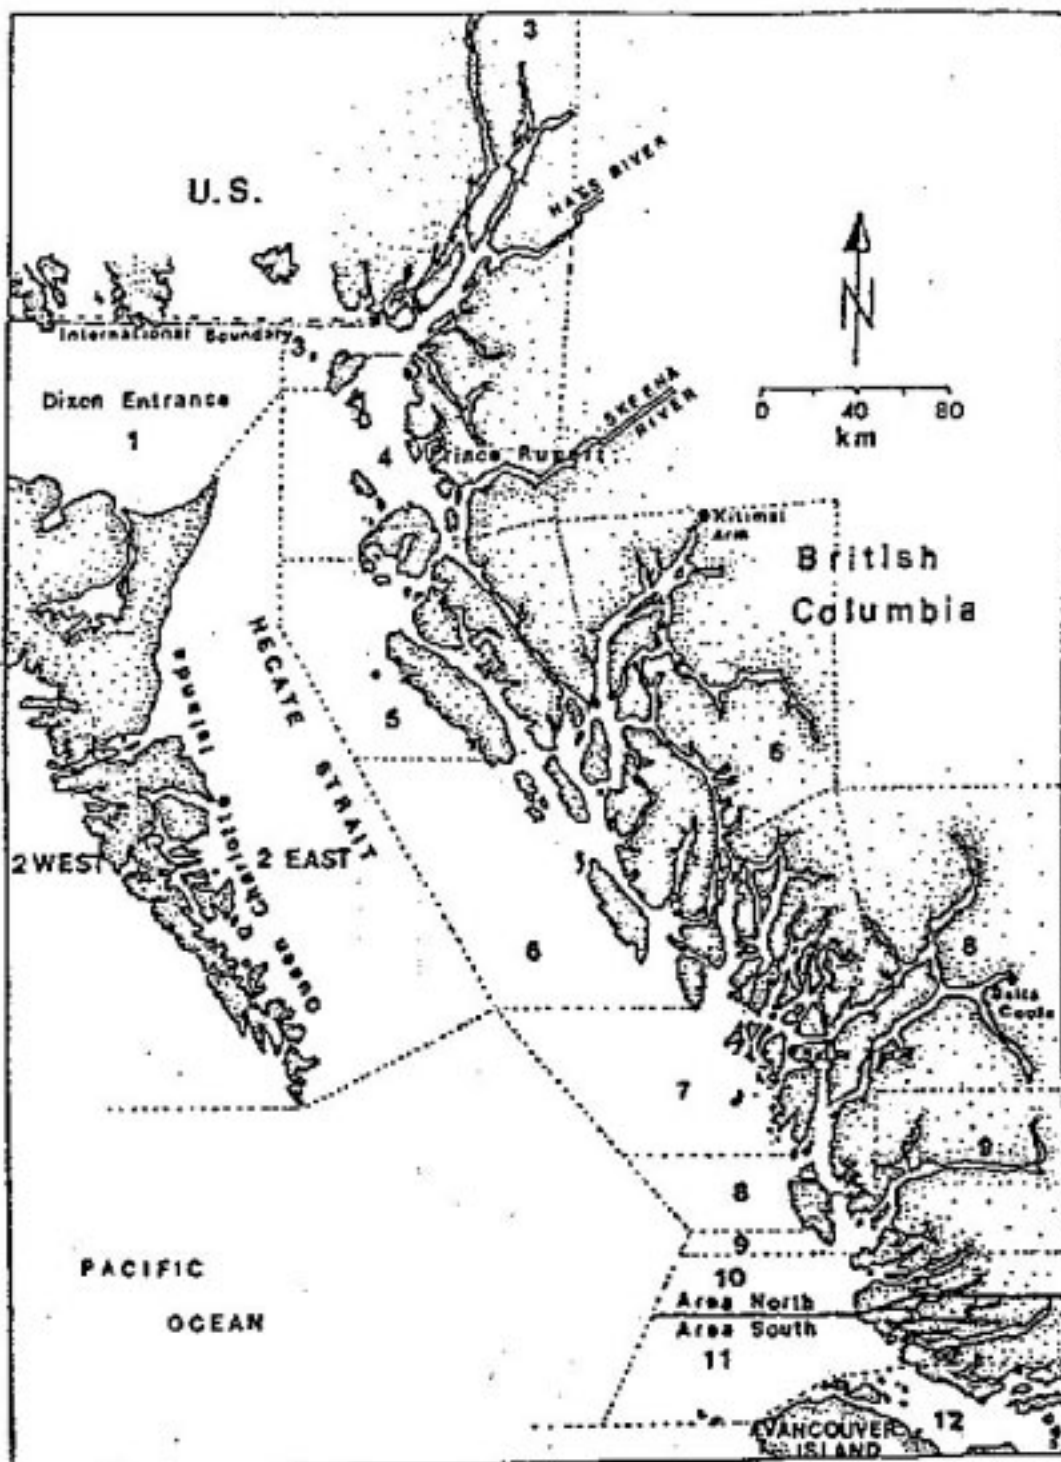 3
U.S.
RIVER
International Boundary
3
Dixon Entrance
1
N
0 40 80
km
SKEENA
RIVER
4
Prince Rupert
Kitimat
Arm
British
Columbia
HECATE STRAIT
5
6
Queen Charlotte Islands
2 WEST
2 EAST
6
8
Bella
Coola
7
9
8
9
10
PACIFIC
OCEAN
Area North
Area South
11
12
VANCOUVER
ISLAND